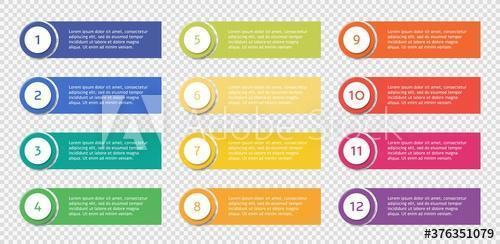 1
Lorem ipsum dolor sit amet, consectetur
adipiscing elit, sed do eiusmod tempor
incididunt ut labore et dolore magna aliqua.
Ut enim ad minim veniam.
2
Lorem ipsum dolor sit amet, consectetur
adipiscing elit, sed do eiusmod tempor
incididunt ut labore et dolore magna aliqua.
Ut enim ad minim veniam.
3
Lorem ipsum dolor sit amet, consectetur
adipiscing elit, sed do eiusmod tempor
incididunt ut labore et dolore magna aliqua.
Ut enim ad minim veniam.
4
Lorem ipsum dolor sit amet, consectetur
adipiscing elit, sed do eiusmod tempor
incididunt ut labore et dolore magna aliqua.
Ut enim ad minim veniam.
5
Lorem ipsum dolor sit amet, consectetur
adipiscing elit, sed do eiusmod tempor
incididunt ut labore et dolore magna aliqua.
Ut enim ad minim veniam.
6
Lorem ipsum dolor sit amet, consectetur
adipiscing elit, sed do eiusmod tempor
incididunt ut labore et dolore magna aliqua.
Ut enim ad minim veniam.
7
Lorem ipsum dolor sit amet, consectetur
adipiscing elit, sed do eiusmod tempor
incididunt ut labore et dolore magna aliqua.
Ut enim ad minim veniam.
8
Lorem ipsum dolor sit amet, consectetur
adipiscing elit, sed do eiusmod tempor
incididunt ut labore et dolore magna aliqua.
Ut enim ad minim veniam.
9
Lorem ipsum dolor sit amet, consectetur
adipiscing elit, sed do eiusmod tempor
incididunt ut labore et dolore magna aliqua.
Ut enim ad minim veniam.
10
Lorem ipsum dolor sit amet, consectetur
adipiscing elit, sed do eiusmod tempor
incididunt ut labore et dolore magna aliqua.
Ut enim ad minim veniam.
11
Lorem ipsum dolor sit amet, consectetur
adipiscing elit, sed do eiusmod tempor
incididunt ut labore et dolore magna aliqua.
Ut enim ad minim veniam.
12
Lorem ipsum dolor sit amet, consectetur
adipiscing elit, sed do eiusmod tempor
incididunt ut labore et dolore magna aliqua.
Ut enim ad minim veniam.
#376351079